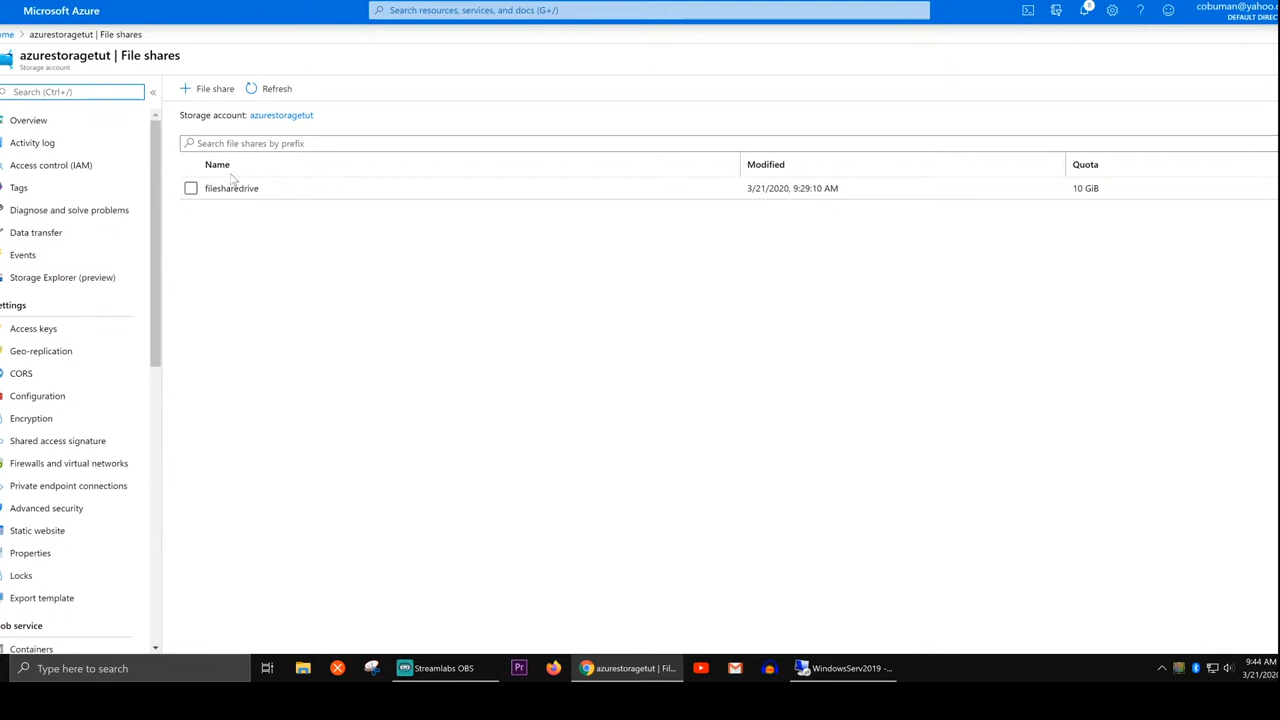 Microsoft Azure
Search resources, services, and docs (G+/)
8
cobuman@yahoo.
DEFAULT DIREC
ome > azurestoragetut | File shares
azurestoragetut | File shares
Storage account
Search (Ctrl+/)
«
Overview
Activity log
Access control (IAM)
Tags
Diagnose and solve problems
Data transfer
Events
Storage Explorer (preview)
ettings
Access keys
Geo-replication
CORS
Configuration
Encryption
Shared access signature
Firewalls and virtual networks
Private endpoint connections
Advanced security
Static website
Properties
Locks
Export template
ob service
Containers
+ File share Refresh
Storage account: azurestoragetut
Search file shares by prefix
Name Modified Quota
filesharedrive 3/21/2020, 9:29:10 AM 10 GiB
Type here to search
Streamlabs OBS
Pr
azurestoragetut | Fil...
WindowsServ2019 -...
9:44 AM
3/21/2020